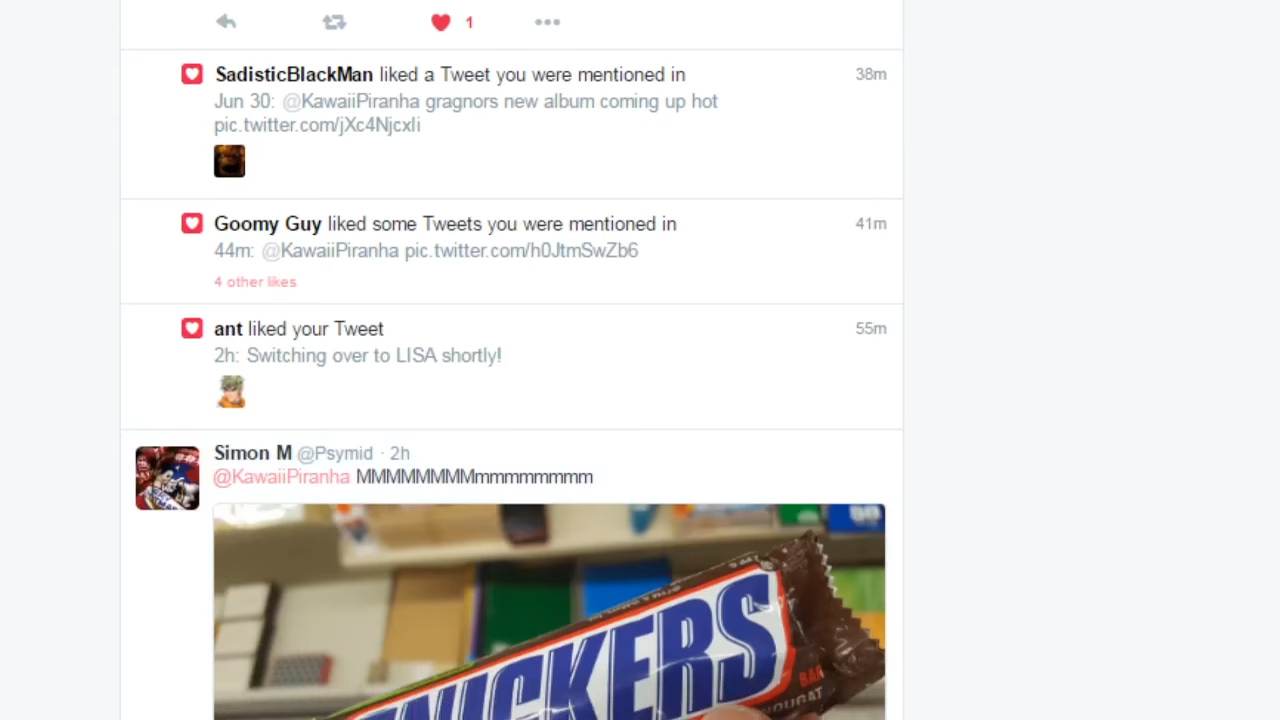 1
SadisticBlackMan liked a Tweet you were mentioned in
38m
Jun 30: @KawaiiPiranha gragnors new album coming up hot
pic.twitter.com/jXc4Njcxli
Goomy Guy liked some Tweets you were mentioned in
41m
44m: @KawaiiPiranha pic.twitter.com/h0JtmSwZb6
4 other likes
ant liked your Tweet
55m
2h: Switching over to LISA shortly!
Simon M @Psymid · 2h
@KawaiiPiranha MMMMMMMMmmmmmmmmm
SNICKERS
BAR
NOUGAT